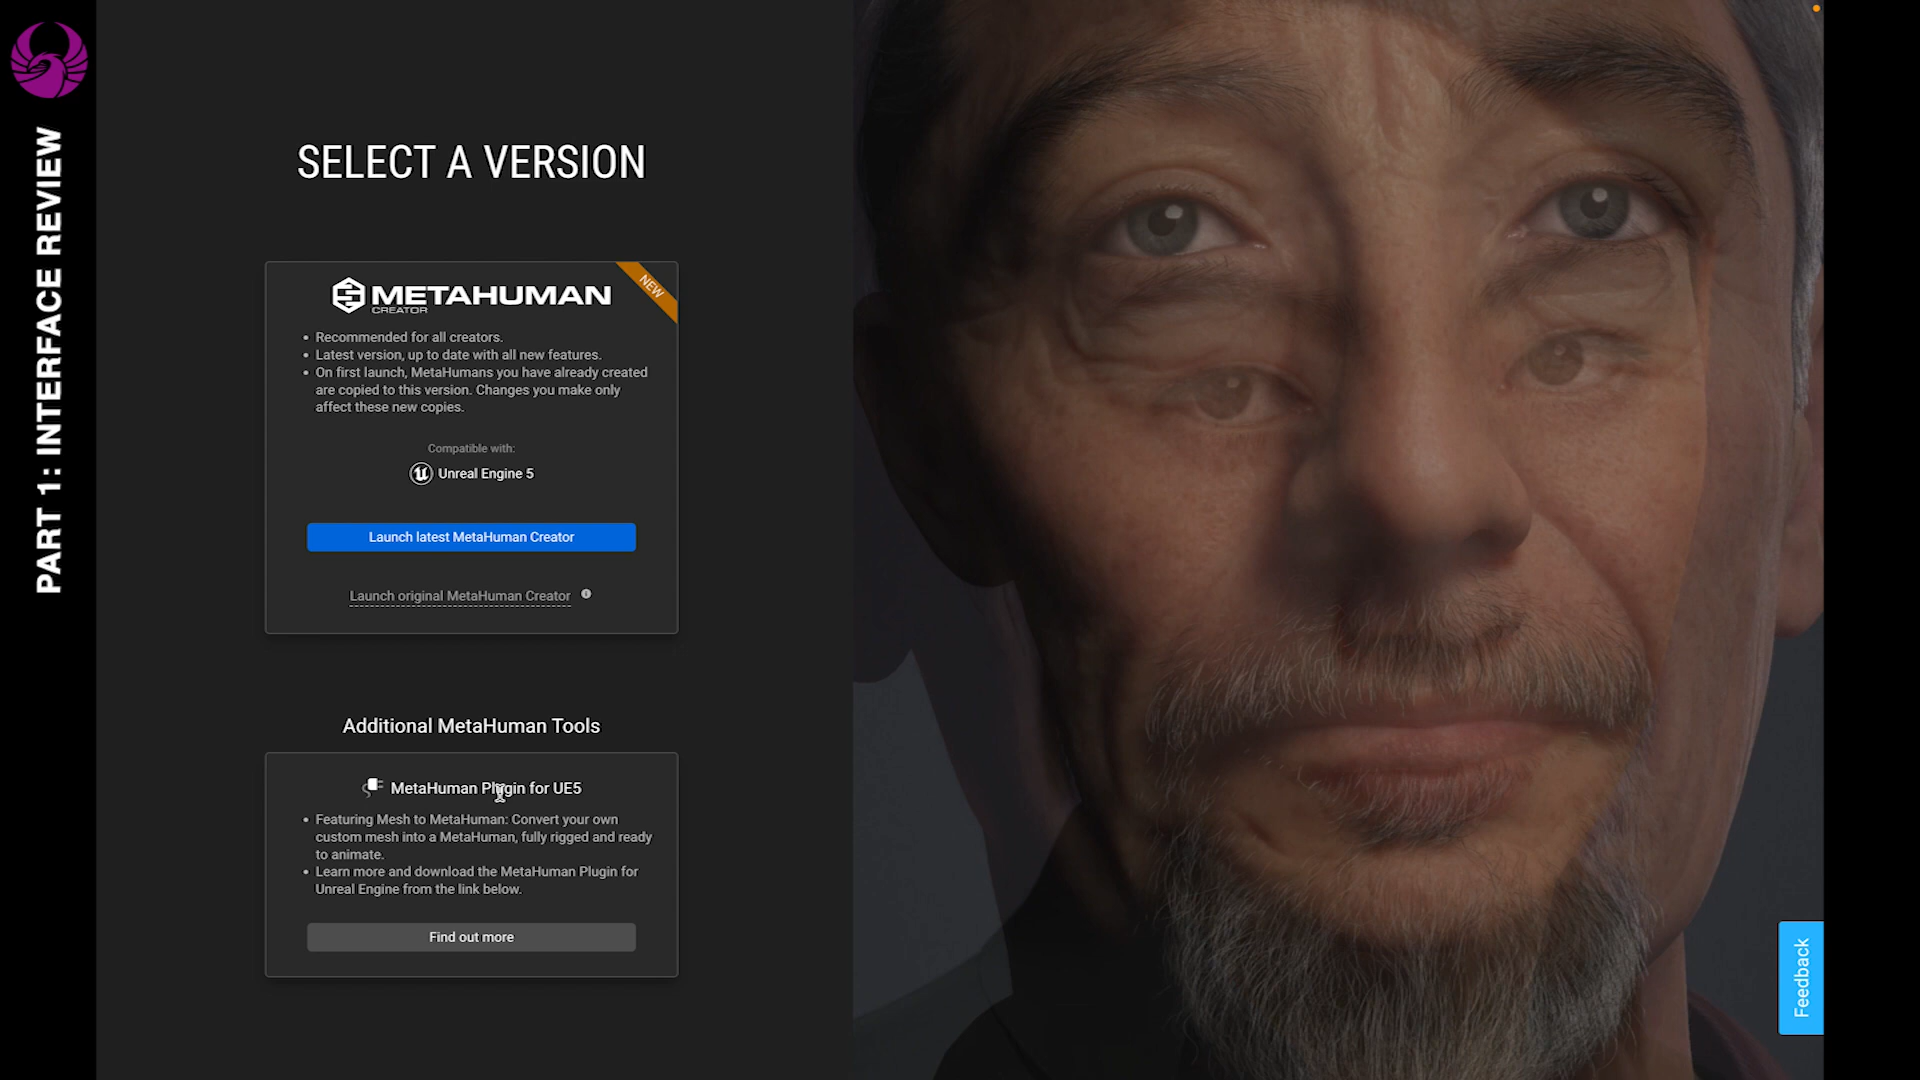 PART 1: INTERFACE REVIEW
SELECT A VERSION
NEW
METAHUMAN
CREATOR
• Recommended for all creators.
• Latest version, up to date with all new features.
• On first launch, MetaHumans you have already created
are copied to this version. Changes you make only
affect these new copies.
Compatible with:
Unreal Engine 5
Launch latest MetaHuman Creator
Launch original MetaHuman Creator
Additional MetaHuman Tools
MetaHuman Plugin for UE5
• Featuring Mesh to MetaHuman: Convert your own
custom mesh into a MetaHuman, fully rigged and ready
to animate.
• Learn more and download the MetaHuman Plugin for
Unreal Engine from the link below.
Find out more
Feedback